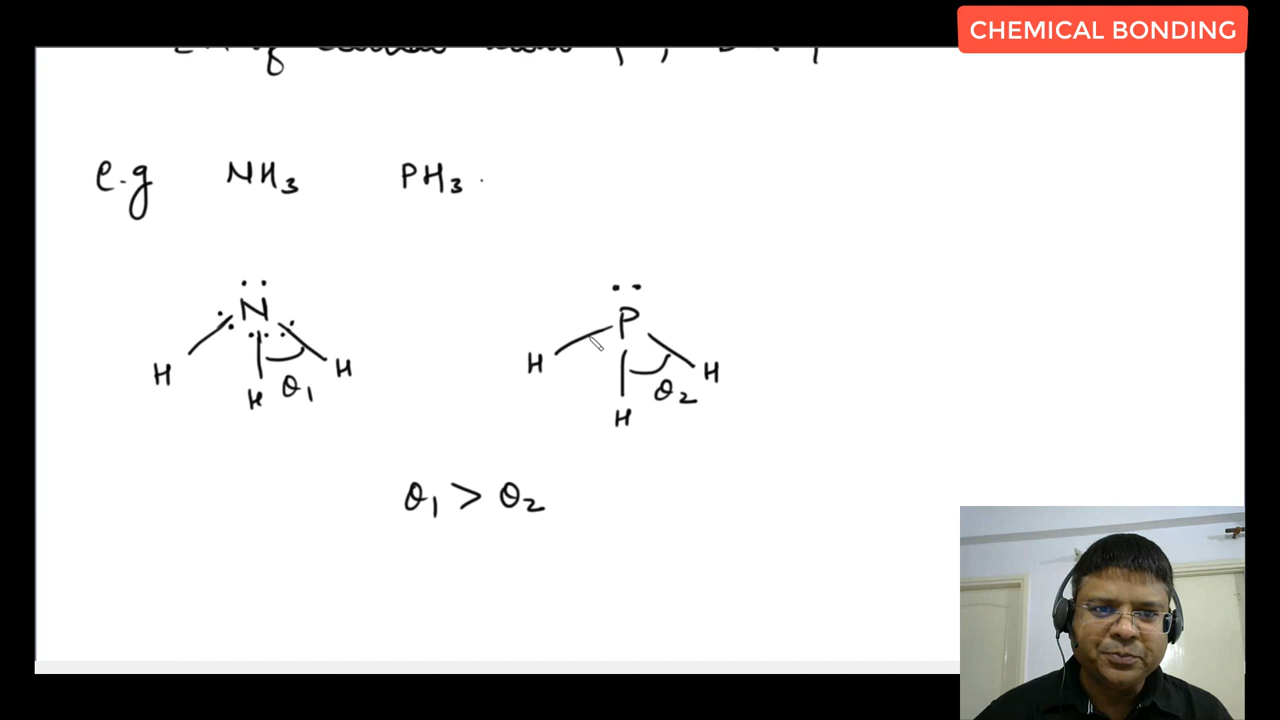 CHEMICAL BONDING
e.g NH₃ PH₃.
N P
H H H θ₁ H H H θ₂
θ₁ > θ₂